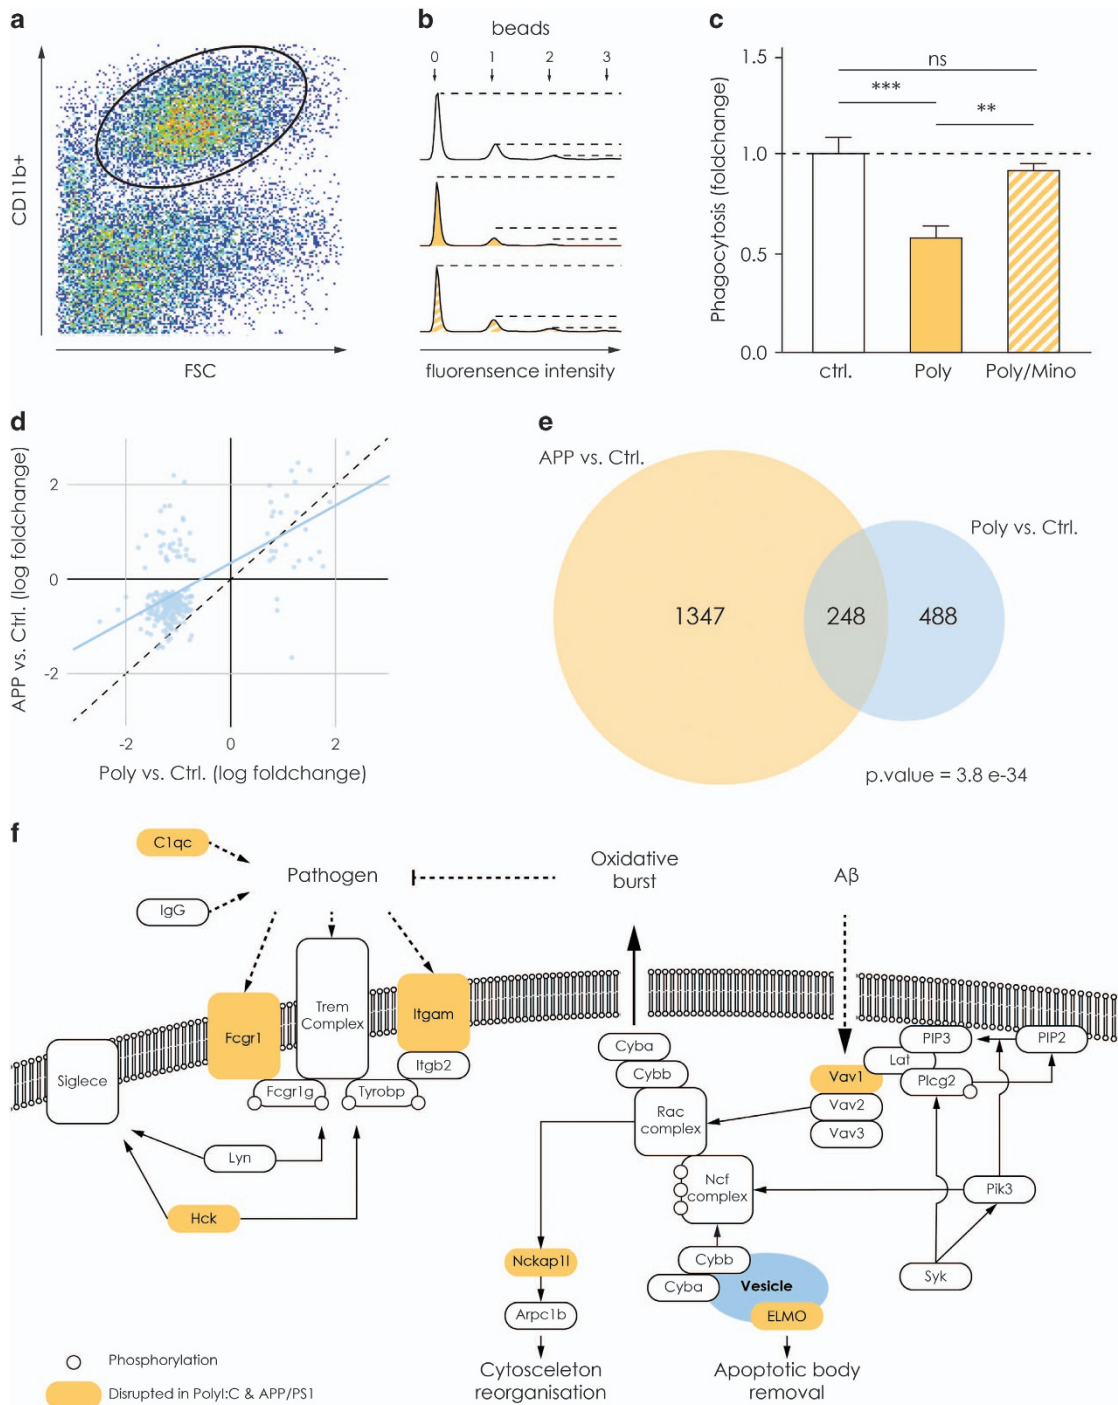 a
CD11b+
FSC
b
beads
0 1 2 3
fluorensence intensity
c
Phagocytosis (foldchange)
1.5
1.0
0.5
0.0
ns
***
**
ctrl. Poly Poly/Mino
d
APP vs. Ctrl. (log foldchange)
2
0
-2
-2 0 2
Poly vs. Ctrl. (log foldchange)
e
APP vs. Ctrl.
Poly vs. Ctrl.
1347 248 488
p.value = 3.8 e-34
f
C1qc
IgG
Pathogen
Oxidative
burst
Aβ
Siglece
Fcgr1
Trem
Complex
Itgam
Itgb2
Fcgr1g
Tyrobp
Lyn
Hck
Cyba
Cybb
Rac
complex
Ncf
complex
Vav1
Vav2
Vav3
Lat
PIP3
PIP2
Plcg2
Pik3
Syk
Nckap1l
Arpc1b
Cytosceleton
reorganisation
Cybb
Cyba
Vesicle
ELMO
Apoptotic body
removal
Phosphorylation
Disrupted in PolyI:C & APP/PS1